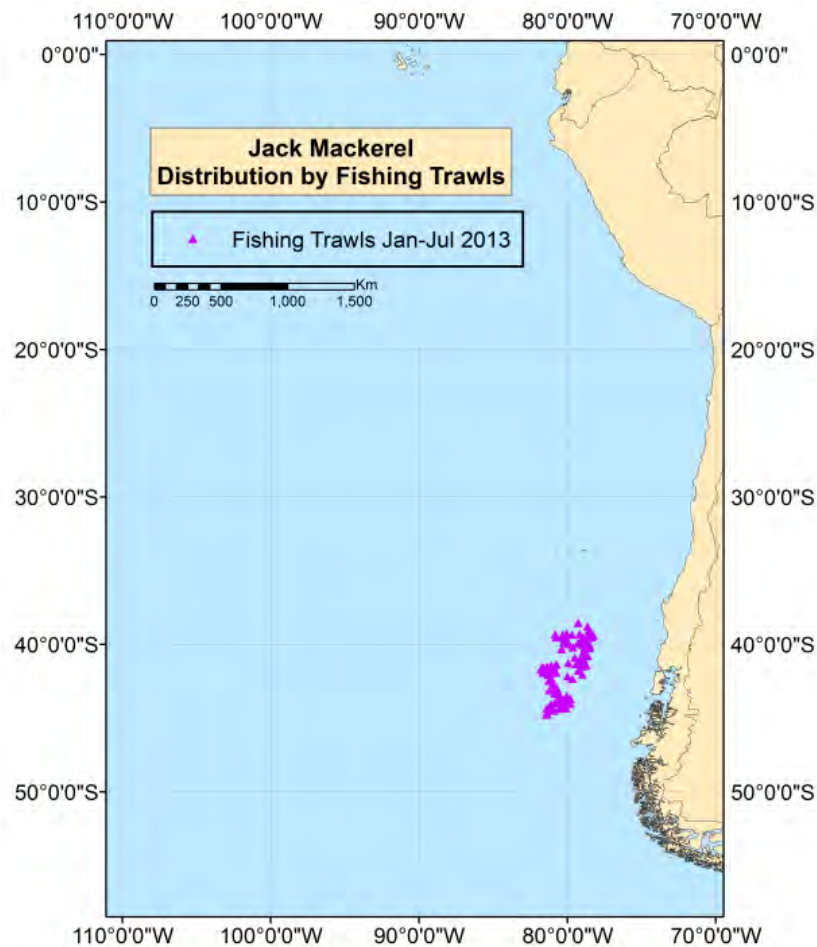 110°0'0"W 100°0'0"W 90°0'0"W 80°0'0"W 70°0'0"W
0°0'0" 0°0'0"
Jack Mackerel
Distribution by Fishing Trawls
10°0'0"S 10°0'0"S
Fishing Trawls Jan-Jul 2013
Km
0 250 500 1,000 1,500
20°0'0"S 20°0'0"S
30°0'0"S 30°0'0"S
40°0'0"S 40°0'0"S
50°0'0"S 50°0'0"S
110°0'0"W 100°0'0"W 90°0'0"W 80°0'0"W 70°0'0"W